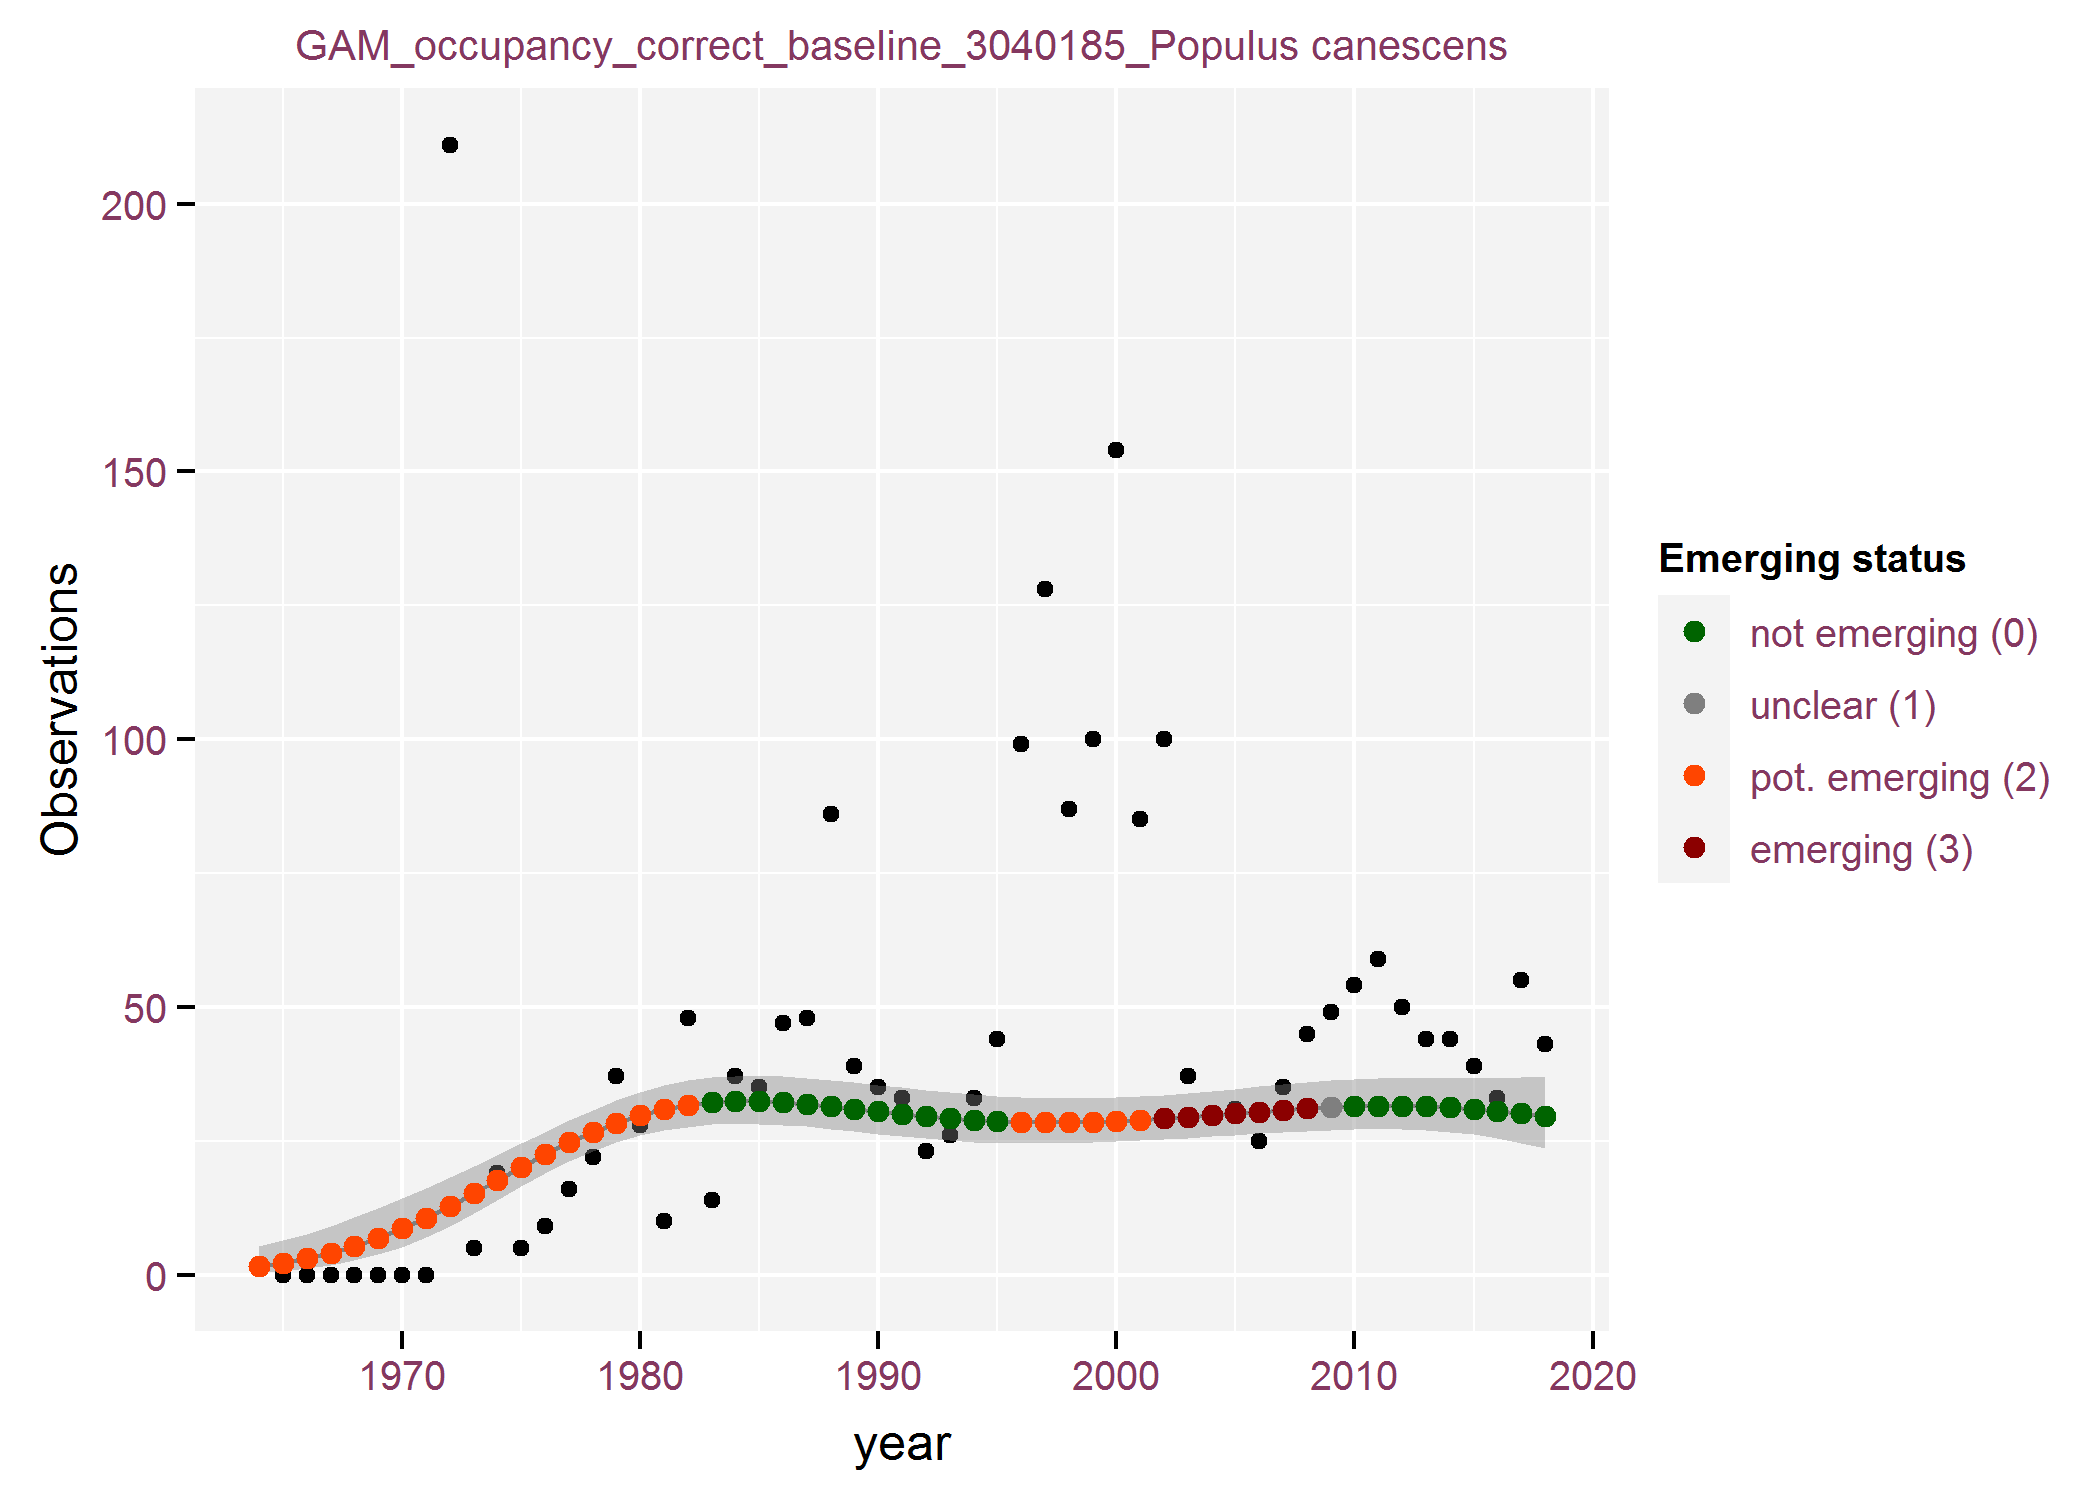 GAM_occupancy_correct_baseline_3040185_Populus canescens
Observations
200
150
100
50
0
1970 1980 1990 2000 2010 2020
year
Emerging status
not emerging (0)
unclear (1)
pot. emerging (2)
emerging (3)